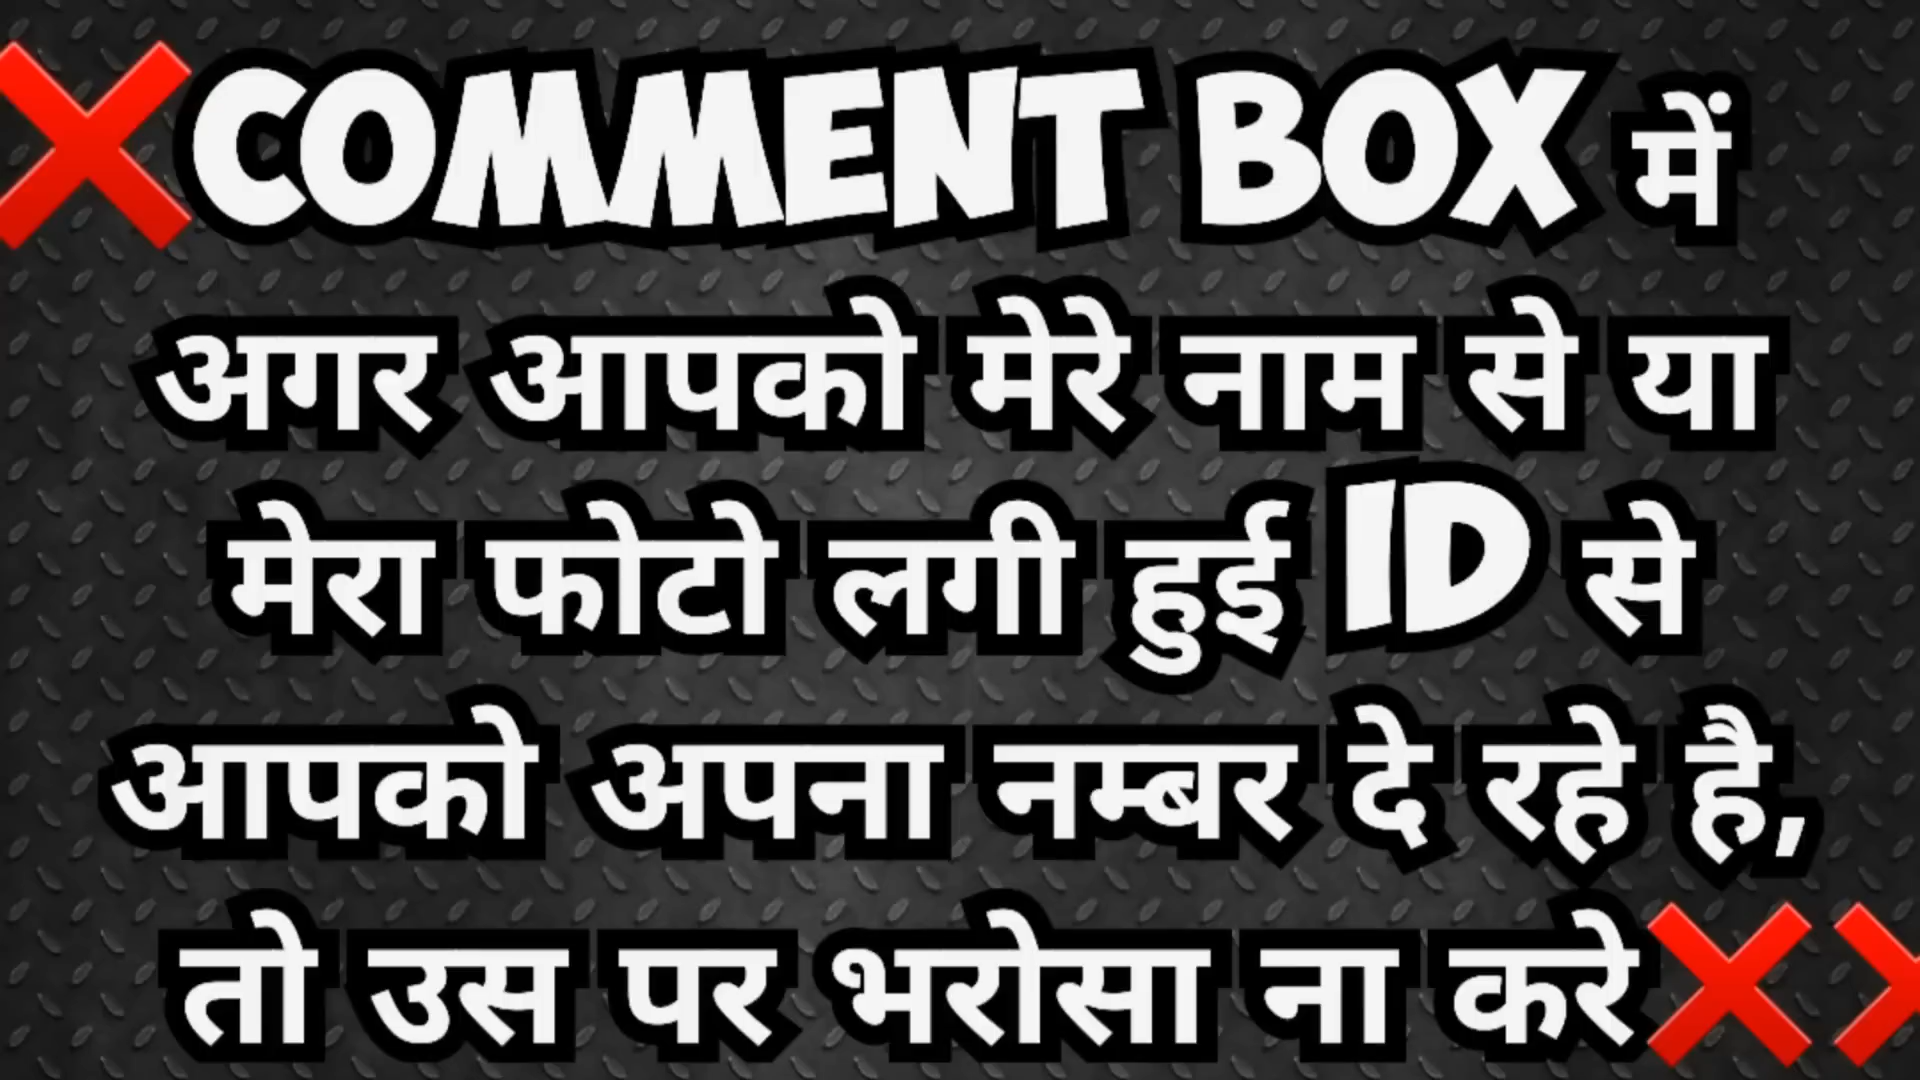 ❌COMMENT BOX में
अगर आपको मेरे नाम से या
मेरा फोटो लगी हुई ID से
आपको अपना नम्बर दे रहे है,
तो उस पर भरोसा ना करे❌❌